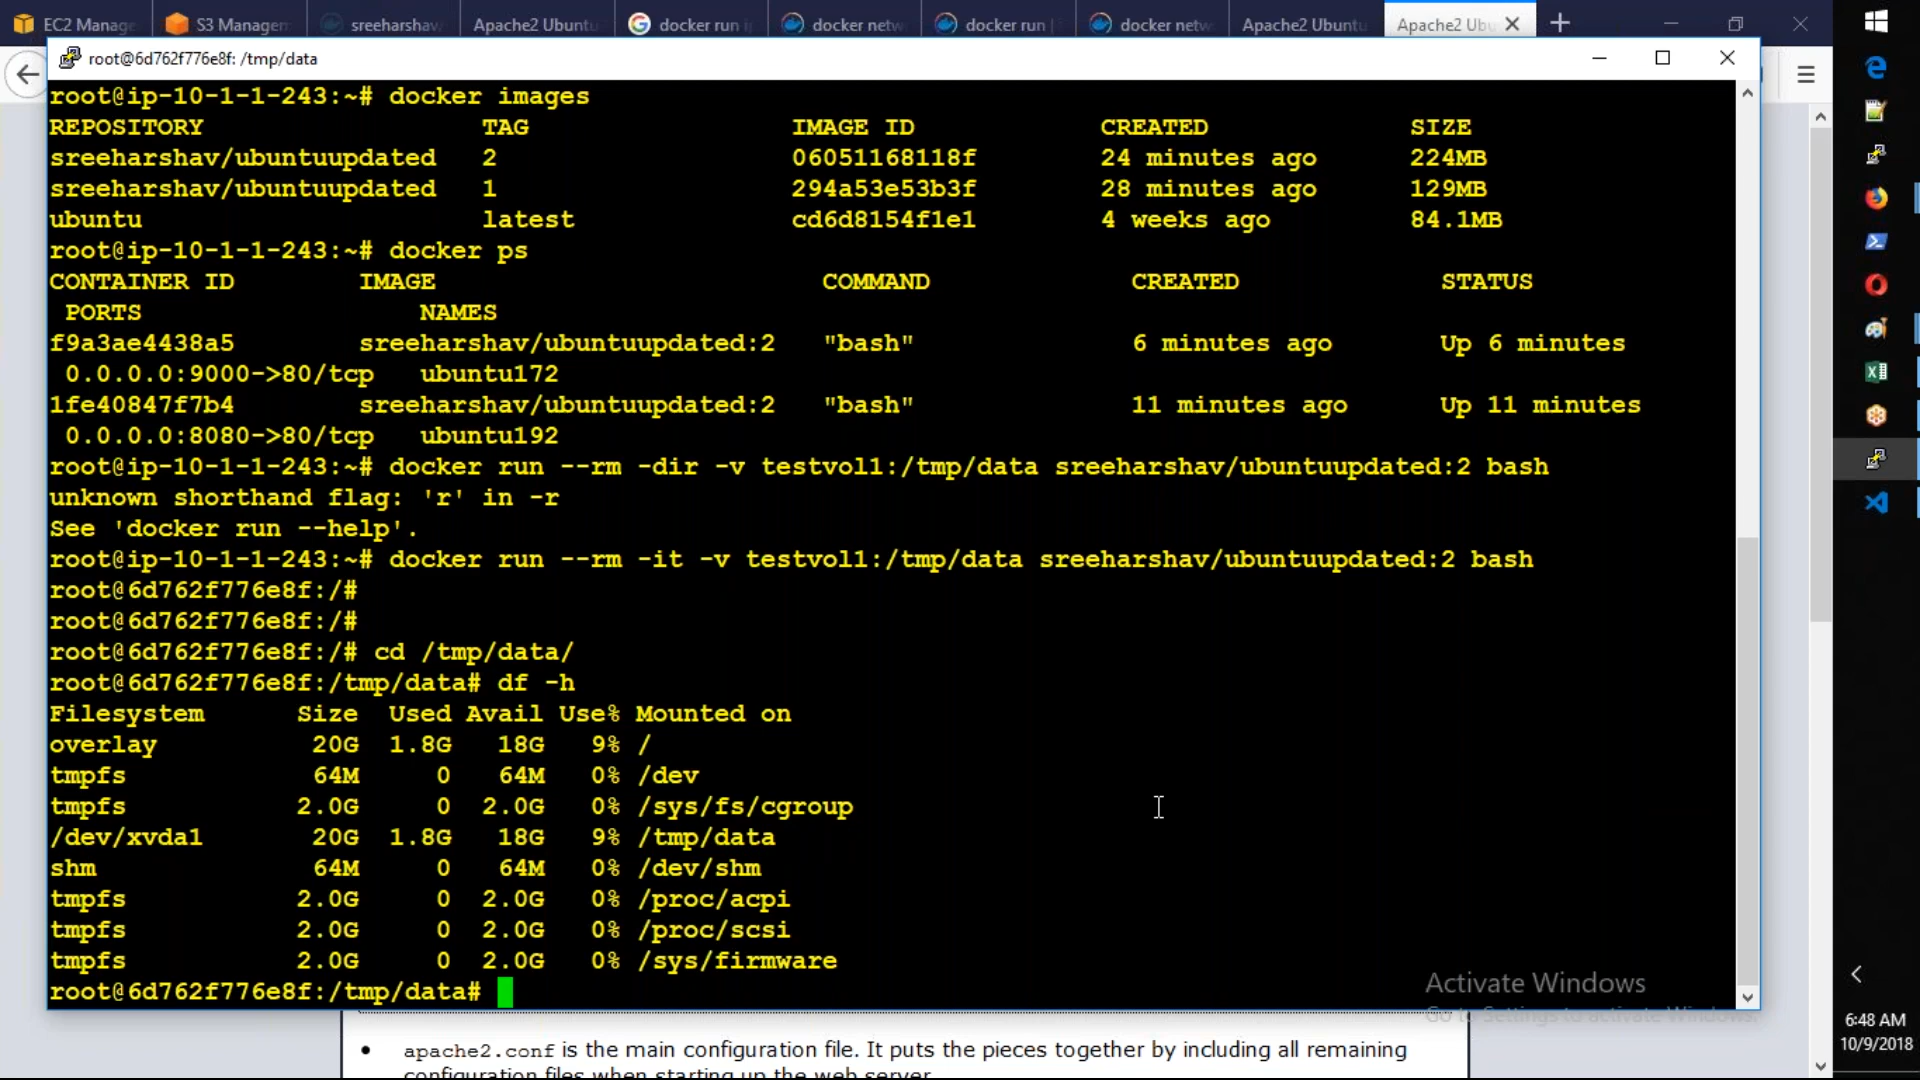 EC2 Manage
S3 Managem
sreeharshav
Apache2 Ubuntu
docker run ip
docker netw
docker run |
docker netw
Apache2 Ubuntu
Apache2 Ubu
root@6d762f776e8f: /tmp/data
root@ip-10-1-1-243:~# docker images
REPOSITORY TAG IMAGE ID CREATED SIZE
sreeharshav/ubuntuupdated 2 06051168118f 24 minutes ago 224MB
sreeharshav/ubuntuupdated 1 294a53e53b3f 28 minutes ago 129MB
ubuntu latest cd6d8154f1e1 4 weeks ago 84.1MB
root@ip-10-1-1-243:~# docker ps
CONTAINER ID IMAGE COMMAND CREATED STATUS
PORTS NAMES
f9a3ae4438a5 sreeharshav/ubuntuupdated:2 "bash" 6 minutes ago Up 6 minutes
0.0.0.0:9000->80/tcp ubuntu172
1fe40847f7b4 sreeharshav/ubuntuupdated:2 "bash" 11 minutes ago Up 11 minutes
0.0.0.0:8080->80/tcp ubuntu192
root@ip-10-1-1-243:~# docker run --rm -dir -v testvol1:/tmp/data sreeharshav/ubuntuupdated:2 bash
unknown shorthand flag: 'r' in -r
See 'docker run --help'.
root@ip-10-1-1-243:~# docker run --rm -it -v testvol1:/tmp/data sreeharshav/ubuntuupdated:2 bash
root@6d762f776e8f:/#
root@6d762f776e8f:/#
root@6d762f776e8f:/# cd /tmp/data/
root@6d762f776e8f:/tmp/data# df -h
Filesystem Size Used Avail Use% Mounted on
overlay 20G 1.8G 18G 9% /
tmpfs 64M 0 64M 0% /dev
tmpfs 2.0G 0 2.0G 0% /sys/fs/cgroup
/dev/xvda1 20G 1.8G 18G 9% /tmp/data
shm 64M 0 64M 0% /dev/shm
tmpfs 2.0G 0 2.0G 0% /proc/acpi
tmpfs 2.0G 0 2.0G 0% /proc/scsi
tmpfs 2.0G 0 2.0G 0% /sys/firmware
root@6d762f776e8f:/tmp/data#
Activate Windows
Go to Settings to activate Windows.
6:48 AM
10/9/2018
• apache2.conf is the main configuration file. It puts the pieces together by including all remaining
configuration files when starting up the web server.